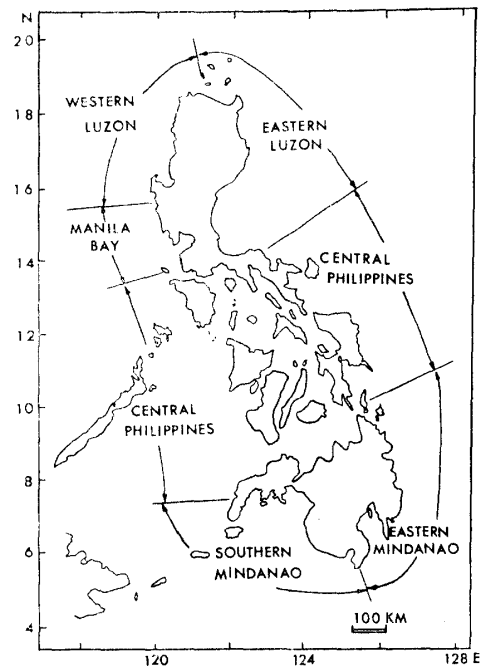 N
20
18
16
14
12
10
8
6
4
WESTERN
LUZON
EASTERN
LUZON
MANILA
BAY
CENTRAL
PHILIPPINES
CENTRAL
PHILIPPINES
SOUTHERN
MINDANAO
EASTERN
MINDANAO
100 KM
120
124
128 E